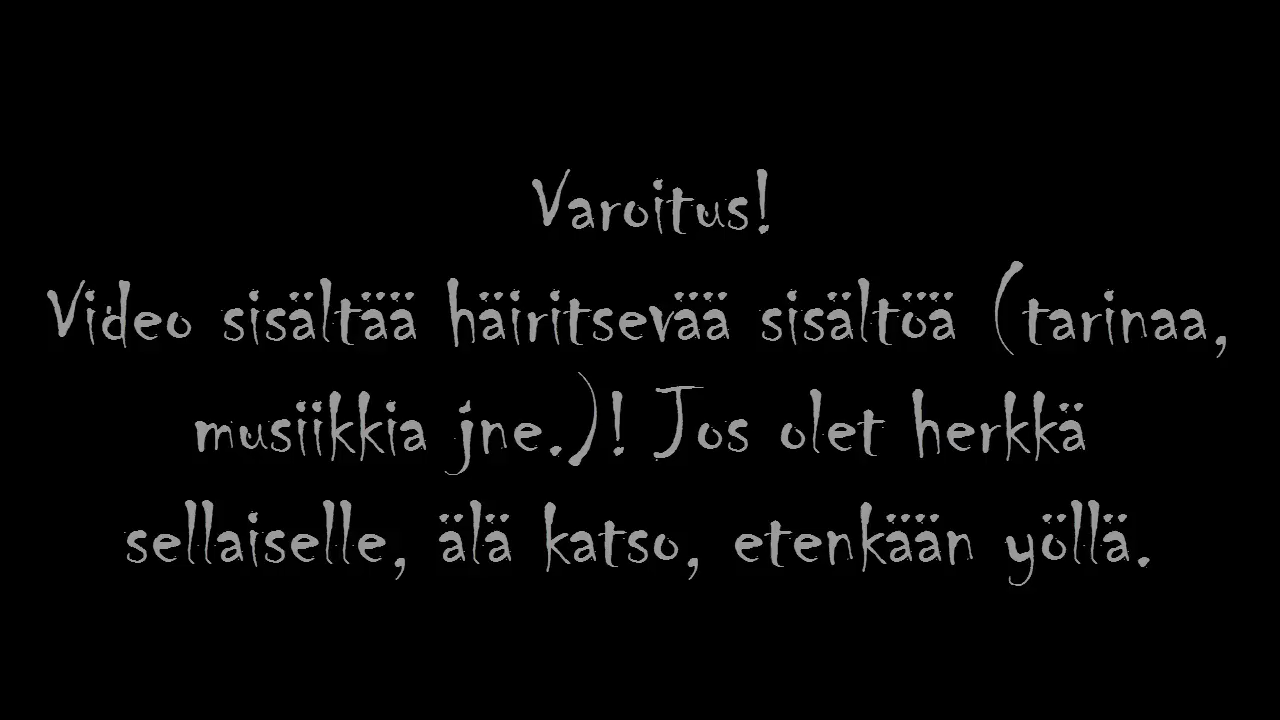 Varoitus!
Video sisältää häiritsevää sisältöä (tarinaa,
musiikkia jne.)! Jos olet herkkä
sellaiselle, älä katso, etenkään yöllä.